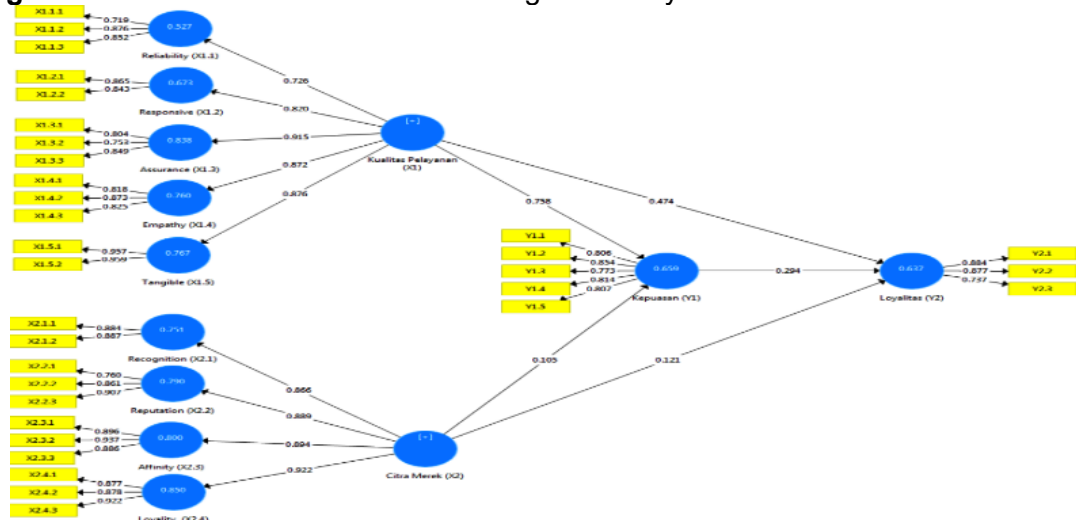 X1.1.1
X1.1.2
X1.1.3
0.719
0.876
0.852
0.527
Reliability (X1.1)
0.726
X1.2.1
X1.2.2
0.865
0.843
0.673
Responsive (X1.2)
0.820
X1.3.1
X1.3.2
X1.3.3
0.804
0.753
0.849
0.838
Assurance (X1.3)
0.915
X1.4.1
X1.4.2
X1.4.3
0.818
0.873
0.825
0.760
Empathy (X1.4)
0.872
X1.5.1
X1.5.2
0.957
0.959
0.767
Tangible (X1.5)
0.876
[+]
Kualitas Pelayanan
(X1)
0.738
0.474
Y1.1
Y1.2
Y1.3
Y1.4
Y1.5
0.806
0.834
0.773
0.814
0.807
0.659
Kepuasan (Y1)
0.294
0.637
Loyalitas (Y2)
0.884
0.877
0.737
Y2.1
Y2.2
Y2.3
X2.1.1
X2.1.2
0.884
0.887
0.751
Recognition (X2.1)
0.866
0.105
0.121
X2.2.1
X2.2.2
X2.2.3
0.760
0.861
0.907
0.790
Reputation (X2.2)
0.889
X2.3.1
X2.3.2
X2.3.3
0.896
0.937
0.886
0.800
Affinity (X2.3)
0.894
[+]
Citra Merek (X2)
X2.4.1
X2.4.2
X2.4.3
0.877
0.878
0.922
0.850
Loyality (X2.4)
0.922